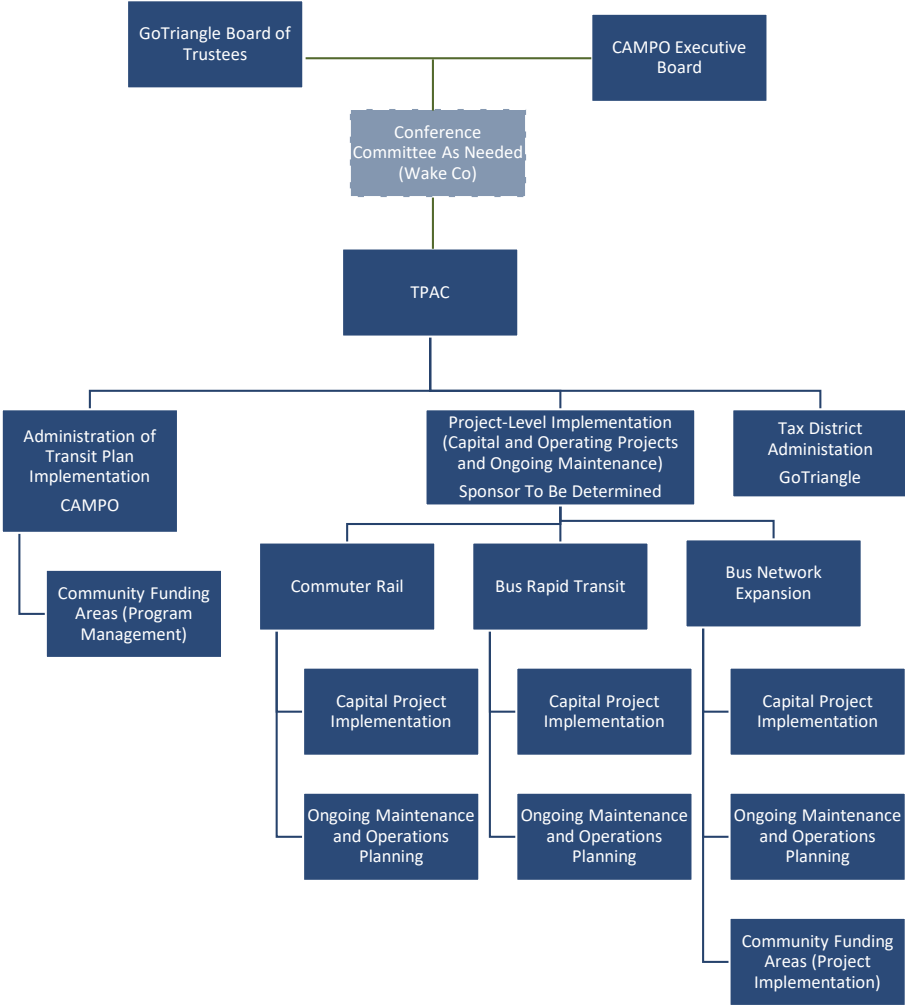 GoTriangle Board of
Trustees
CAMPO Executive
Board
Conference
Committee As Needed
(Wake Co)
TPAC
Administration of
Transit Plan
Implementation
CAMPO
Project-Level Implementation
(Capital and Operating Projects
and Ongoing Maintenance)
Sponsor To Be Determined
Tax District
Administation
GoTriangle
Community Funding
Areas (Program
Management)
Commuter Rail
Bus Rapid Transit
Bus Network
Expansion
Capital Project
Implementation
Capital Project
Implementation
Capital Project
Implementation
Ongoing Maintenance
and Operations
Planning
Ongoing Maintenance
and Operations
Planning
Ongoing Maintenance
and Operations
Planning
Community Funding
Areas (Project
Implementation)